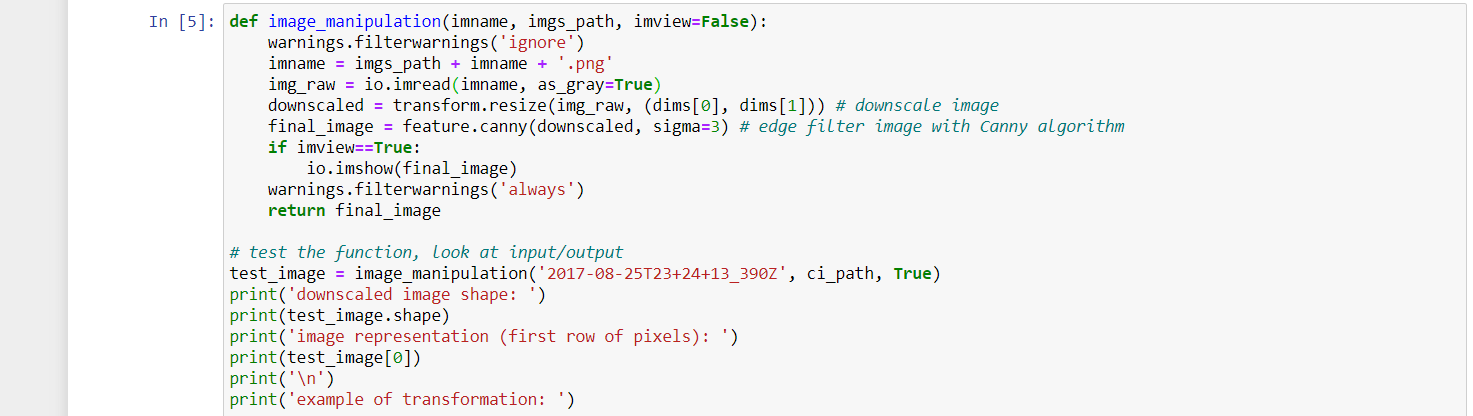 In [5]: def image_manipulation(imname, imgs_path, imview=False):
    warnings.filterwarnings('ignore')
    imname = imgs_path + imname + '.png'
    img_raw = io.imread(imname, as_gray=True)
    downscaled = transform.resize(img_raw, (dims[0], dims[1])) # downscale image
    final_image = feature.canny(downscaled, sigma=3) # edge filter image with Canny algorithm
    if imview==True:
        io.imshow(final_image)
    warnings.filterwarnings('always')
    return final_image

# test the function, look at input/output
test_image = image_manipulation('2017-08-25T23+24+13_390Z', ci_path, True)
print('downscaled image shape: ')
print(test_image.shape)
print('image representation (first row of pixels): ')
print(test_image[0])
print('\n')
print('example of transformation: ')